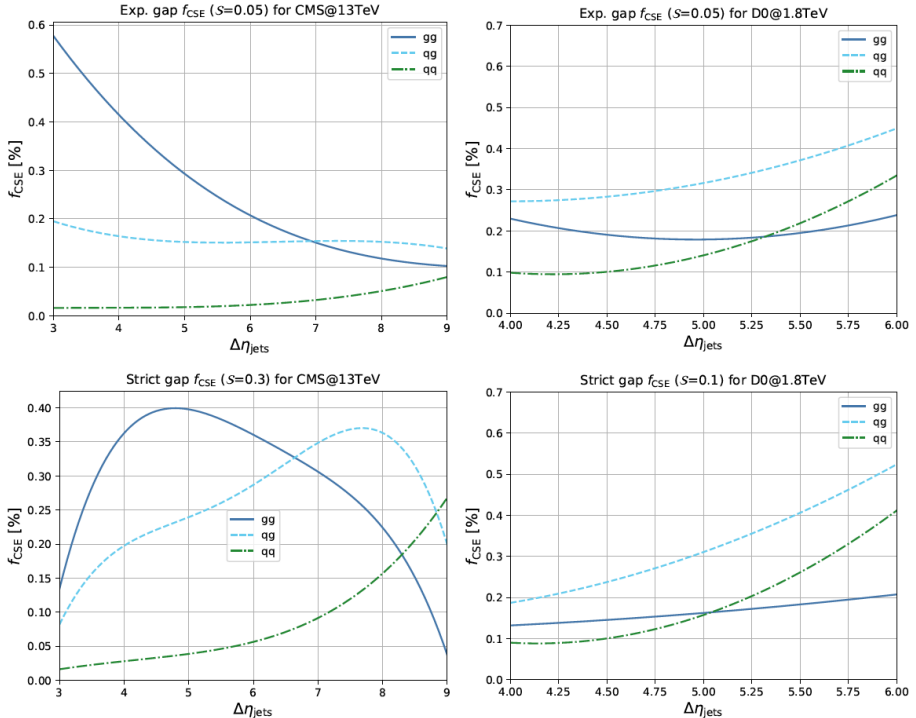 Exp. gap f_CSE (S=0.05) for CMS@13TeV
gg
qg
qq
f_CSE [%]
0.6
0.5
0.4
0.3
0.2
0.1
0.0
3 4 5 6 7 8 9
Δη_jets
Exp. gap f_CSE (S=0.05) for D0@1.8TeV
gg
qg
qq
f_CSE [%]
0.7
0.6
0.5
0.4
0.3
0.2
0.1
0.0
4.00 4.25 4.50 4.75 5.00 5.25 5.50 5.75 6.00
Δη_jets
Strict gap f_CSE (S=0.3) for CMS@13TeV
gg
qg
qq
f_CSE [%]
0.40
0.35
0.30
0.25
0.20
0.15
0.10
0.05
0.00
3 4 5 6 7 8 9
Δη_jets
Strict gap f_CSE (S=0.1) for D0@1.8TeV
gg
qg
qq
f_CSE [%]
0.7
0.6
0.5
0.4
0.3
0.2
0.1
0.0
4.00 4.25 4.50 4.75 5.00 5.25 5.50 5.75 6.00
Δη_jets